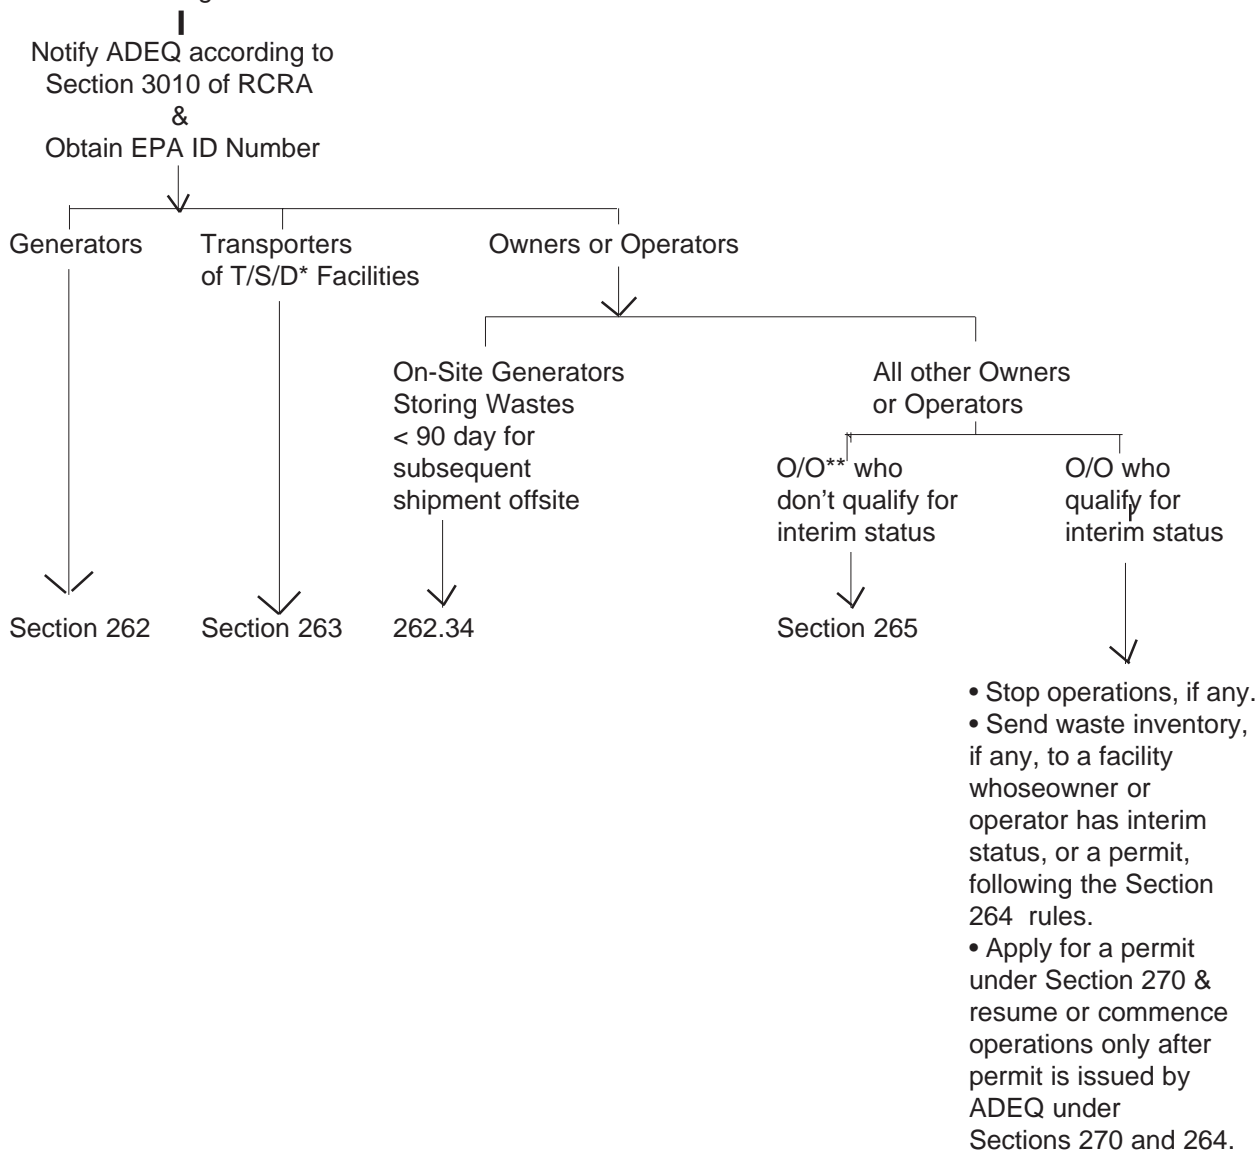 Notify ADEQ according to
Section 3010 of RCRA
&
Obtain EPA ID Number
Generators
Transporters
of T/S/D* Facilities
Owners or Operators
On-Site Generators
Storing Wastes
< 90 day for
subsequent
shipment offsite
All other Owners
or Operators
O/O** who
don't qualify for
interim status
O/O who
qualify for
interim status
Section 262
Section 263
262.34
Section 265
• Stop operations, if any.
• Send waste inventory,
if any, to a facility
whoseowner or
operator has interim
status, or a permit,
following the Section
264 rules.
• Apply for a permit
under Section 270 &
resume or commence
operations only after
permit is issued by
ADEQ under
Sections 270 and 264.